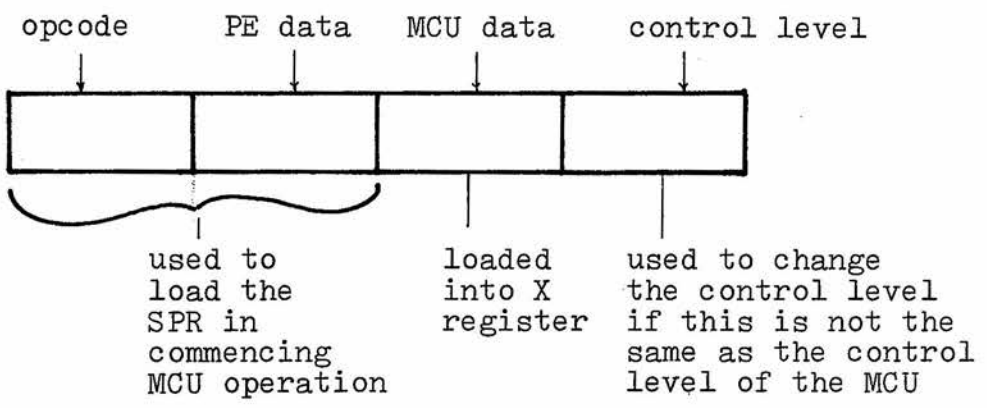 opcode PE data MCU data control level
used to
load the
SPR in
commencing
MCU operation
loaded
into X
register
used to change
the control level
if this is not the
same as the control
level of the MCU